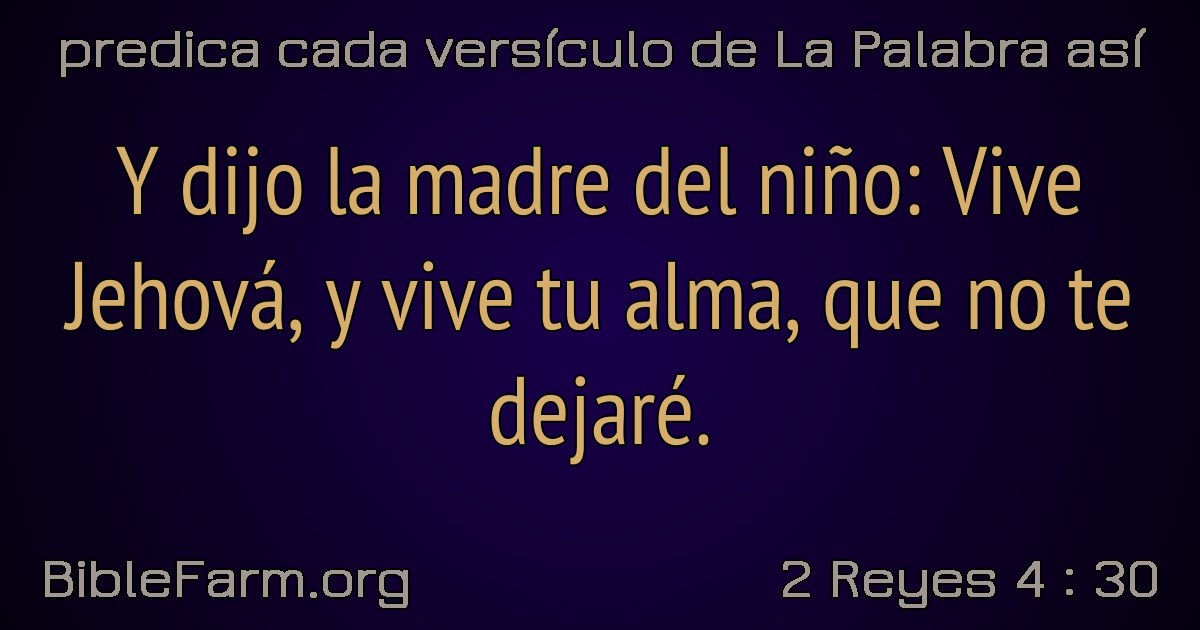 predica cada versículo de La Palabra así
Y dijo la madre del niño: Vive
Jehová, y vive tu alma, que no te
dejaré.
BibleFarm.org
2 Reyes 4 : 30